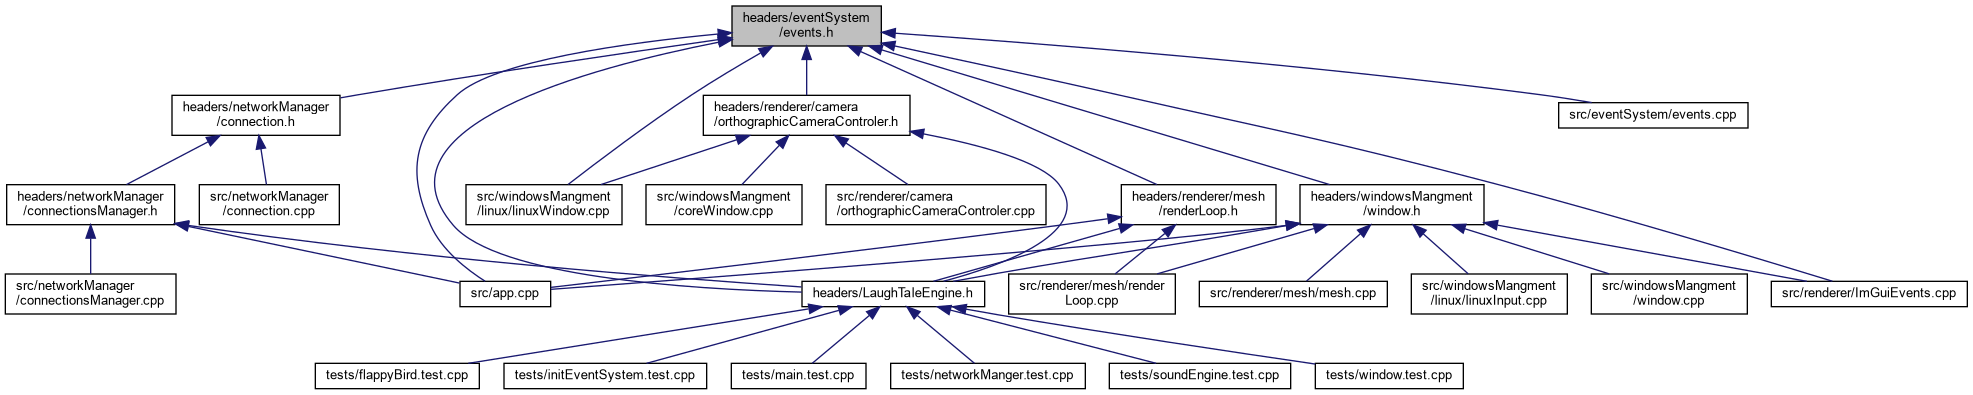 headers/eventSystem
/events.h
headers/networkManager
/connection.h
headers/renderer/camera
/orthographicCameraControler.h
src/eventSystem/events.cpp
headers/networkManager
/connectionsManager.h
src/networkManager
/connection.cpp
src/windowsMangment
/linux/linuxWindow.cpp
src/windowsMangment
/coreWindow.cpp
src/renderer/camera
/orthographicCameraControler.cpp
headers/renderer/mesh
/renderLoop.h
headers/windowsMangment
/window.h
src/networkManager
/connectionsManager.cpp
src/app.cpp
headers/LaughTaleEngine.h
src/renderer/mesh/render
Loop.cpp
src/renderer/mesh/mesh.cpp
src/windowsMangment
/linux/linuxInput.cpp
src/windowsMangment
/window.cpp
src/renderer/ImGuiEvents.cpp
tests/flappyBird.test.cpp
tests/initEventSystem.test.cpp
tests/main.test.cpp
tests/networkManger.test.cpp
tests/soundEngine.test.cpp
tests/window.test.cpp